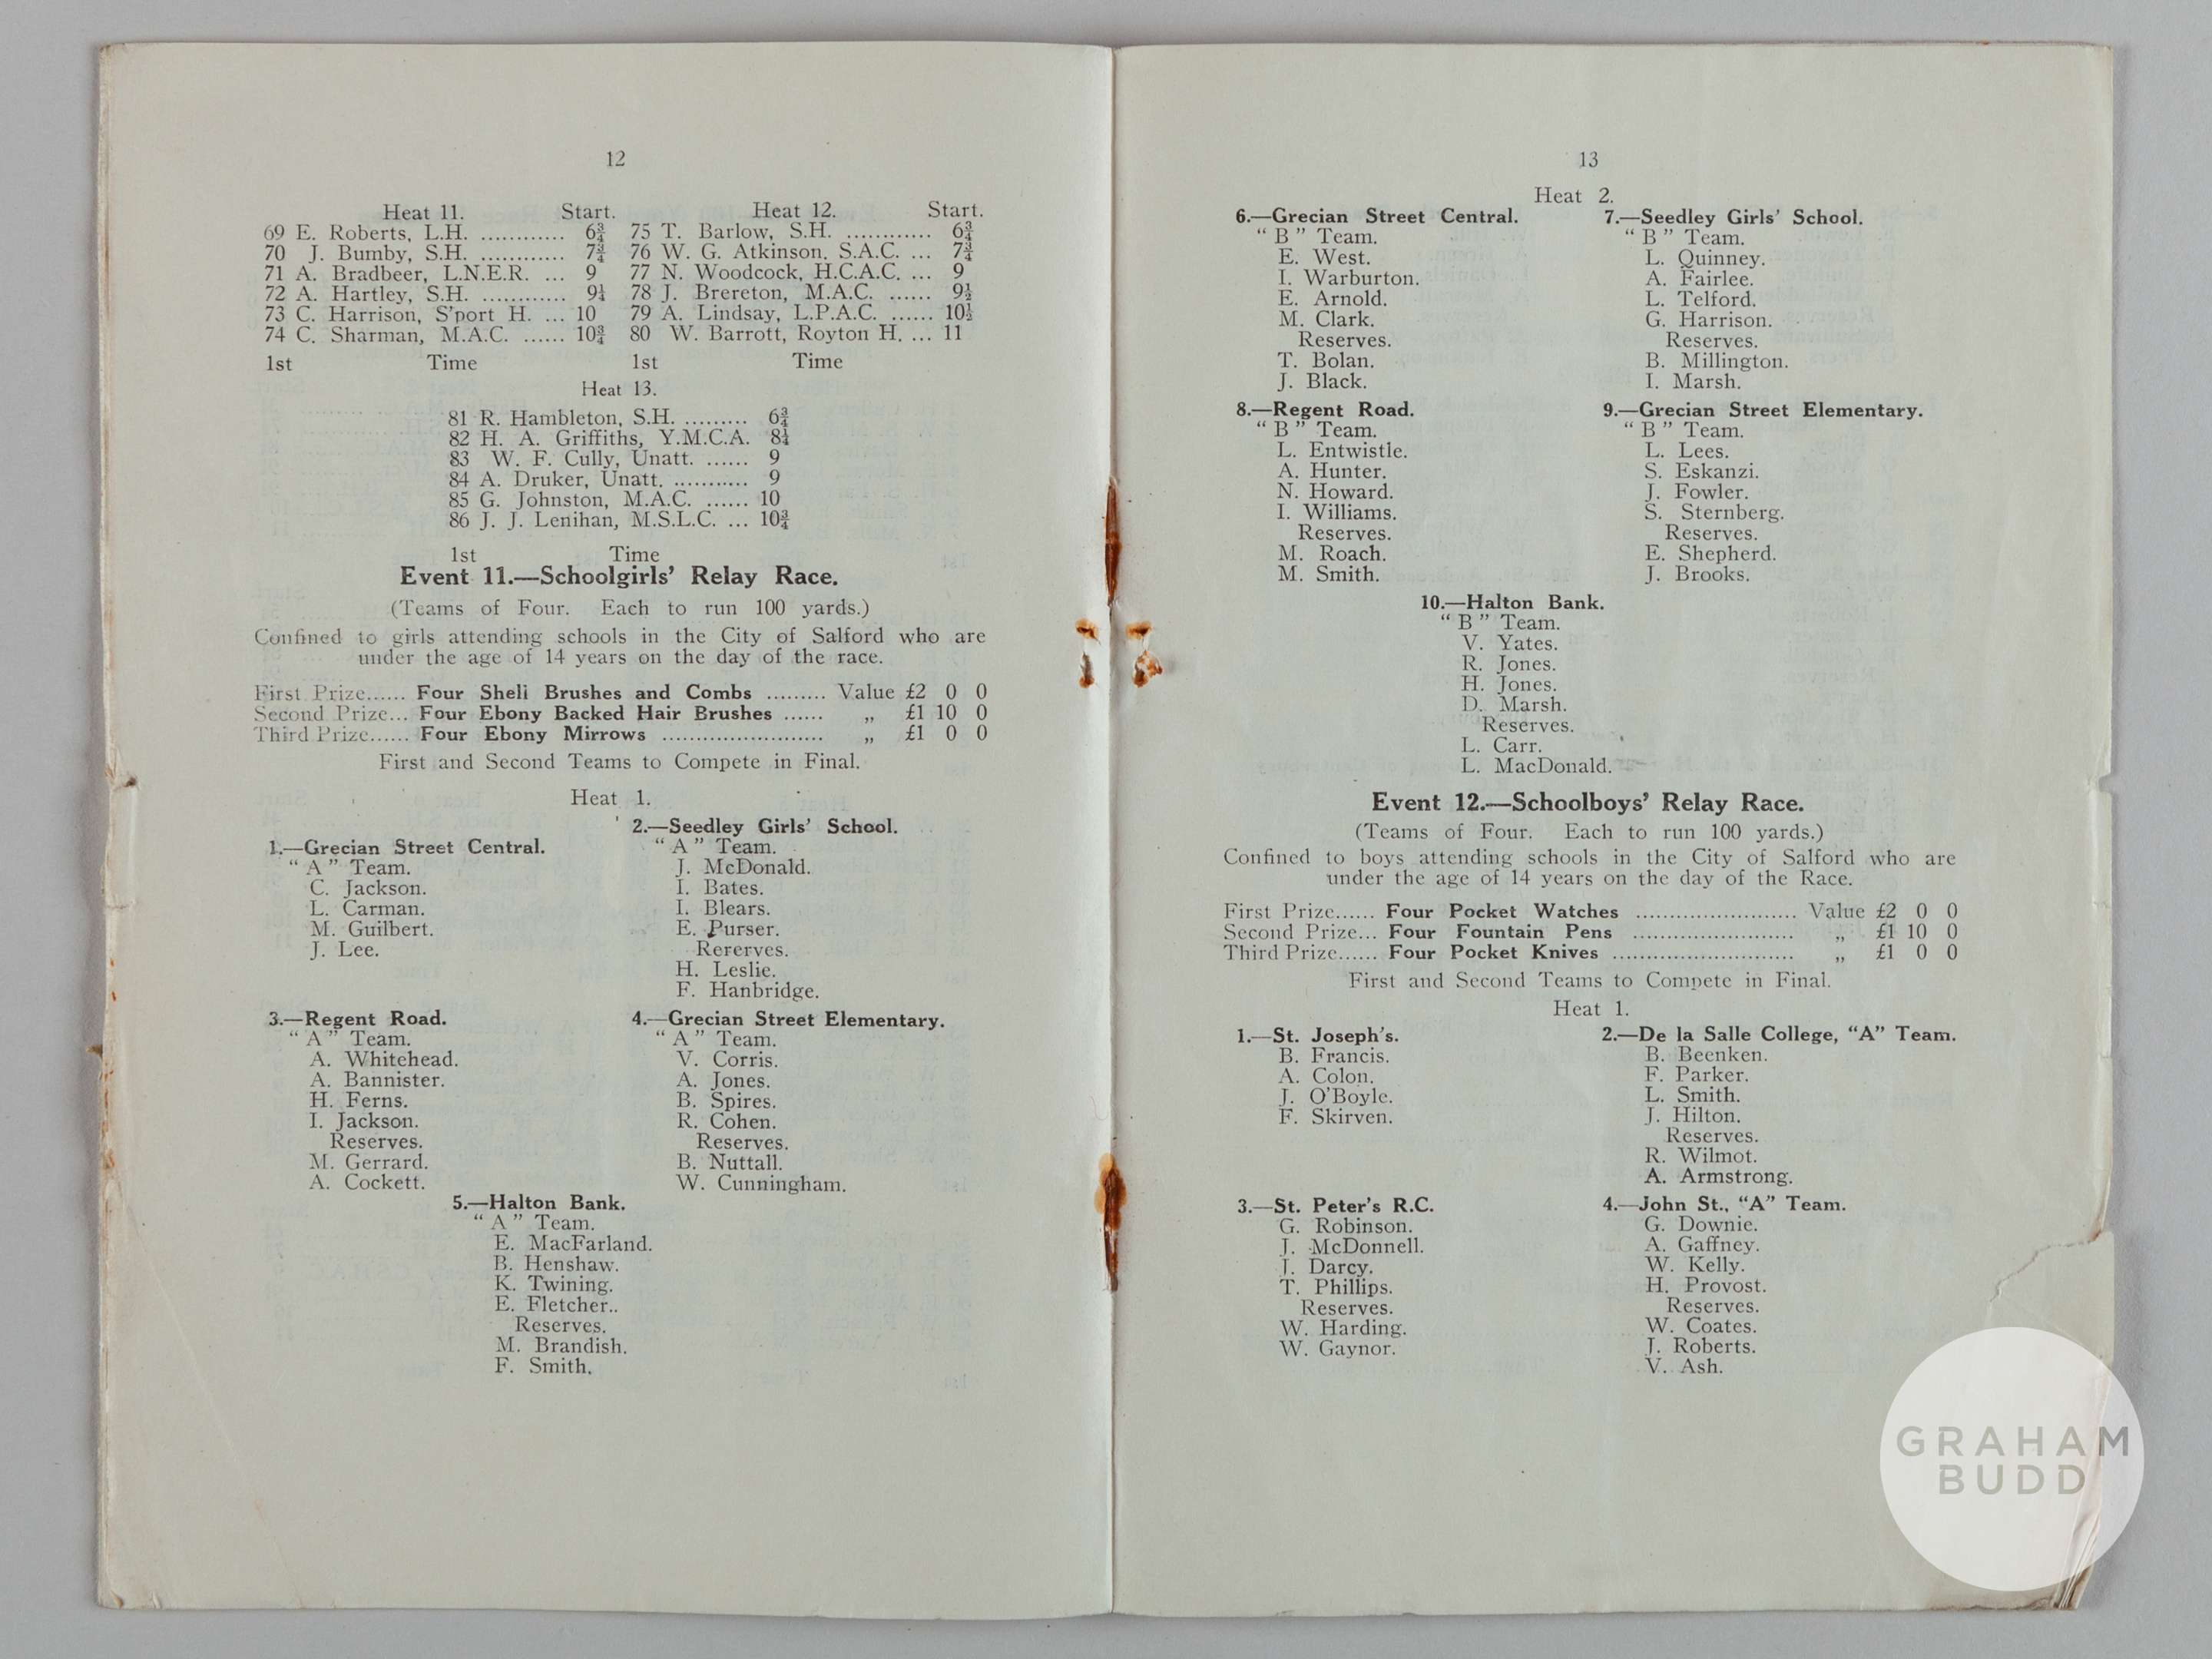 12
Heat 11. Start.
69 E. Roberts, L.H. ............ 6¾
70 J. Bumby, S.H. ............ 7¾
71 A. Bradbeer, L.N.E.R. ... 9
72 A. Hartley, S.H. ............ 9¼
73 C. Harrison, S'port H. ... 10
74 C. Sharman, M.A.C. ...... 10¾
1st Time
Heat 12. Start.
75 T. Barlow, S.H. ............ 6¾
76 W. G. Atkinson, S.A.C. ... 7¾
77 N. Woodcock, H.C.A.C. ... 9
78 J. Brereton, M.A.C. ...... 9½
79 A. Lindsay, L.P.A.C. ...... 10½
80 W. Barrott, Royton H. ... 11
1st Time
Heat 13.
81 R. Hambleton, S.H. ......... 6¾
82 H. A. Griffiths, Y.M.C.A. 8¼
83 W. F. Cully, Unatt. ...... 9
84 A. Druker, Unatt. ........... 9
85 G. Johnston, M.A.C. ...... 10
86 J. J. Lenihan, M.S.L.C. ... 10¾
1st Time
Event 11.—Schoolgirls' Relay Race.
(Teams of Four. Each to run 100 yards.)
Confined to girls attending schools in the City of Salford who are
under the age of 14 years on the day of the race.
First Prize...... Four Shell Brushes and Combs ......... Value £2 0 0
Second Prize... Four Ebony Backed Hair Brushes ...... „ £1 10 0
Third Prize...... Four Ebony Mirrows ........................ „ £1 0 0
First and Second Teams to Compete in Final.
Heat 1.
1.—Grecian Street Central.
"A" Team.
C. Jackson.
L. Carman.
M. Guilbert.
J. Lee.
2.—Seedley Girls' School.
"A" Team.
J. McDonald.
I. Bates.
I. Blears.
E. Purser.
Rererves.
H. Leslie.
F. Hanbridge.
3.—Regent Road.
"A" Team.
A. Whitehead.
A. Bannister.
H. Ferns.
I. Jackson.
Reserves.
M. Gerrard.
A. Cockett.
4.—Grecian Street Elementary.
"A" Team.
V. Corris.
A. Jones.
B. Spires.
R. Cohen.
Reserves.
B. Nuttall.
W. Cunningham.
5.—Halton Bank.
"A" Team.
E. MacFarland.
B. Henshaw.
K. Twining.
E. Fletcher..
Reserves.
M. Brandish.
F. Smith.
13
Heat 2.
6.—Grecian Street Central.
"B" Team.
E. West.
I. Warburton.
E. Arnold.
M. Clark.
Reserves.
T. Bolan.
J. Black.
7.—Seedley Girls' School.
"B" Team.
L. Quinney.
A. Fairlee.
L. Telford.
G. Harrison.
Reserves.
B. Millington.
I. Marsh.
8.—Regent Road.
"B" Team.
L. Entwistle.
A. Hunter.
N. Howard.
I. Williams.
Reserves.
M. Roach.
M. Smith.
9.—Grecian Street Elementary.
"B" Team.
L. Lees.
S. Eskanzi.
J. Fowler.
S. Sternberg.
Reserves.
E. Shepherd.
J. Brooks.
10.—Halton Bank.
"B" Team.
V. Yates.
R. Jones.
H. Jones.
D. Marsh.
Reserves.
L. Carr.
L. MacDonald.
Event 12.—Schoolboys' Relay Race.
(Teams of Four. Each to run 100 yards.)
Confined to boys attending schools in the City of Salford who are
under the age of 14 years on the day of the Race.
First Prize...... Four Pocket Watches ........................ Value £2 0 0
Second Prize... Four Fountain Pens ........................ „ £1 10 0
Third Prize...... Four Pocket Knives ........................... „ £1 0 0
First and Second Teams to Compete in Final.
Heat 1.
1.—St. Joseph's.
B. Francis.
A. Colon.
J. O'Boyle.
F. Skirven.
2.—De la Salle College, "A" Team.
B. Beenken.
F. Parker.
L. Smith.
J. Hilton.
Reserves.
R. Wilmot.
A. Armstrong.
3.—St. Peter's R.C.
G. Robinson.
J. McDonnell.
J. Darcy.
T. Phillips.
Reserves.
W. Harding.
W. Gaynor.
4.—John St., "A" Team.
G. Downie.
A. Gaffney.
W. Kelly.
H. Provost.
Reserves.
W. Coates.
J. Roberts.
V. Ash.
GRAHAM
BUDD